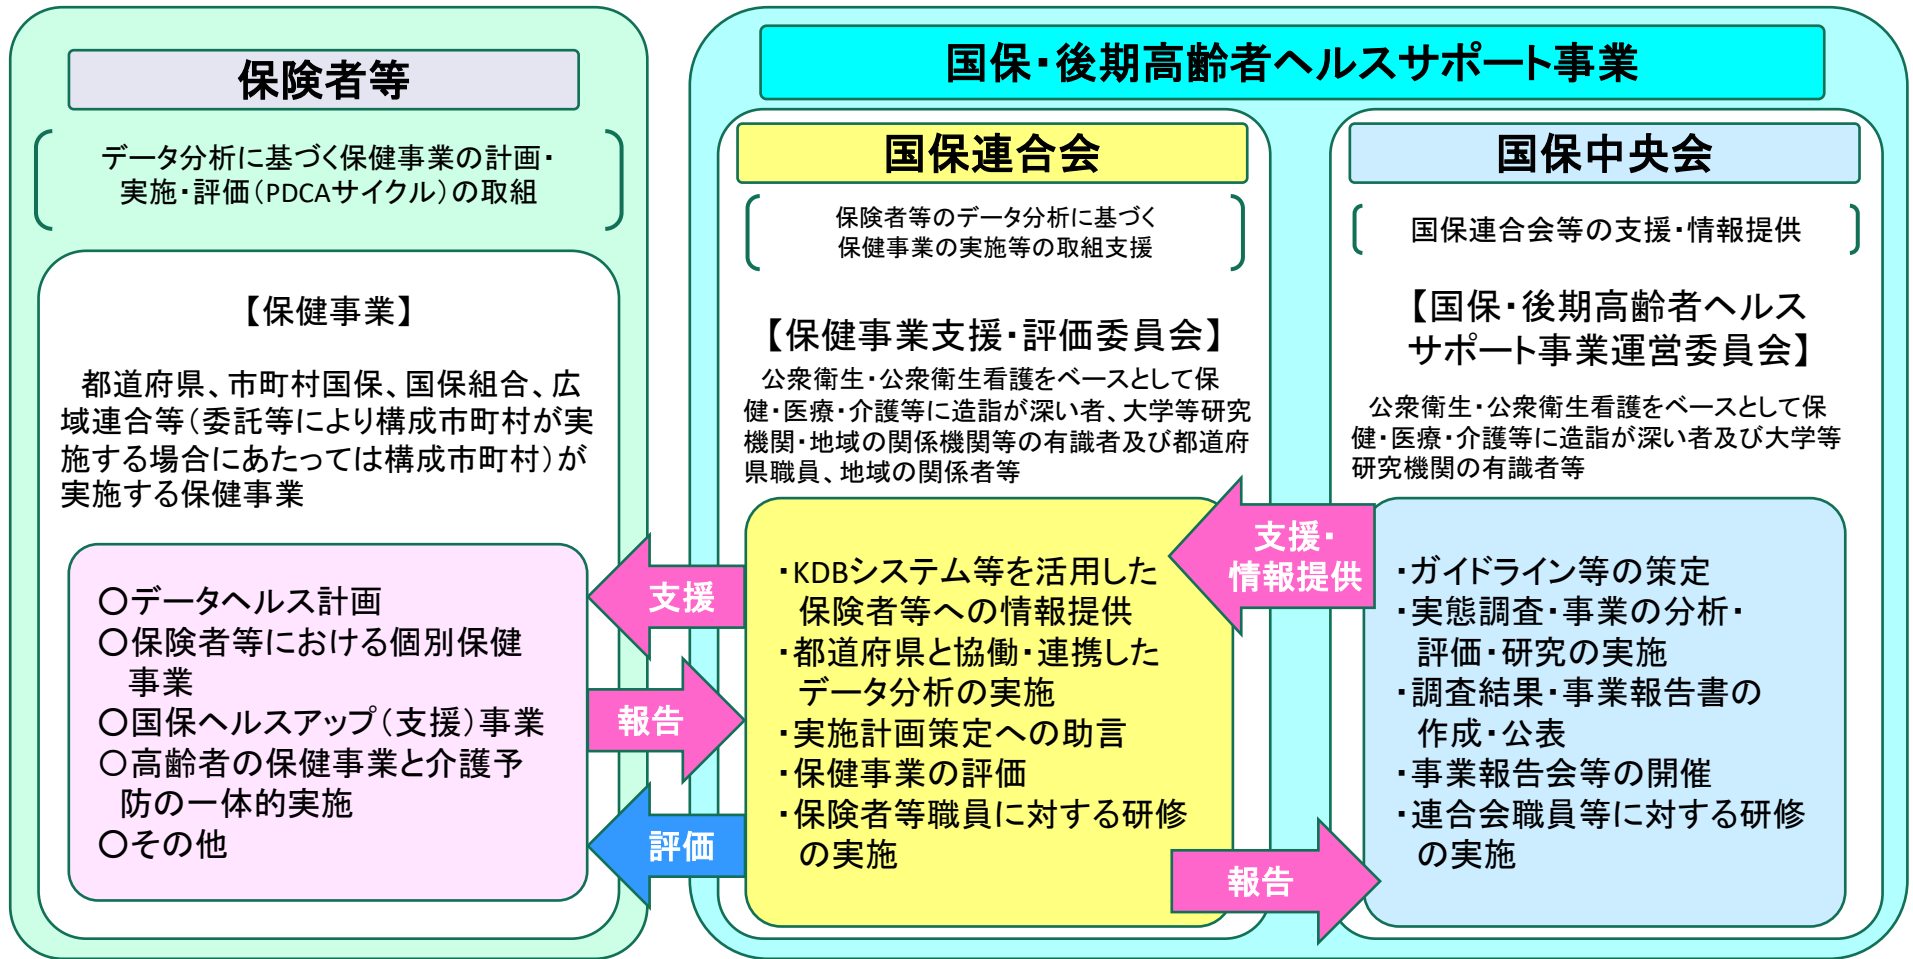 保険者等
データ分析に基づく保健事業の計画・
実施・評価（PDCAサイクル）の取組
【保健事業】
都道府県、市町村国保、国保組合、広
域連合等（委託等により構成市町村が実
施する場合にあたっては構成市町村）が
実施する保健事業
〇データヘルス計画
〇保険者等における個別保健
事業
〇国保ヘルスアップ（支援）事業
〇高齢者の保健事業と介護予
防の一体的実施
〇その他
支援
報告
評価
国保・後期高齢者ヘルスサポート事業
国保連合会
保険者等のデータ分析に基づく
保健事業の実施等の取組支援
【保健事業支援・評価委員会】
公衆衛生・公衆衛生看護をベースとして保
健・医療・介護等に造詣が深い者、大学等研究
機関・地域の関係機関等の有識者及び都道府
県職員、地域の関係者等
・KDBシステム等を活用した
保険者等への情報提供
・都道府県と協働・連携した
データ分析の実施
・実施計画策定への助言
・保健事業の評価
・保険者等職員に対する研修
の実施
支援・
情報提供
報告
国保中央会
国保連合会等の支援・情報提供
【国保・後期高齢者ヘルス
サポート事業運営委員会】
公衆衛生・公衆衛生看護をベースとして保
健・医療・介護等に造詣が深い者及び大学等
研究機関の有識者等
・ガイドライン等の策定
・実態調査・事業の分析・
評価・研究の実施
・調査結果・事業報告書の
作成・公表
・事業報告会等の開催
・連合会職員等に対する研修
の実施